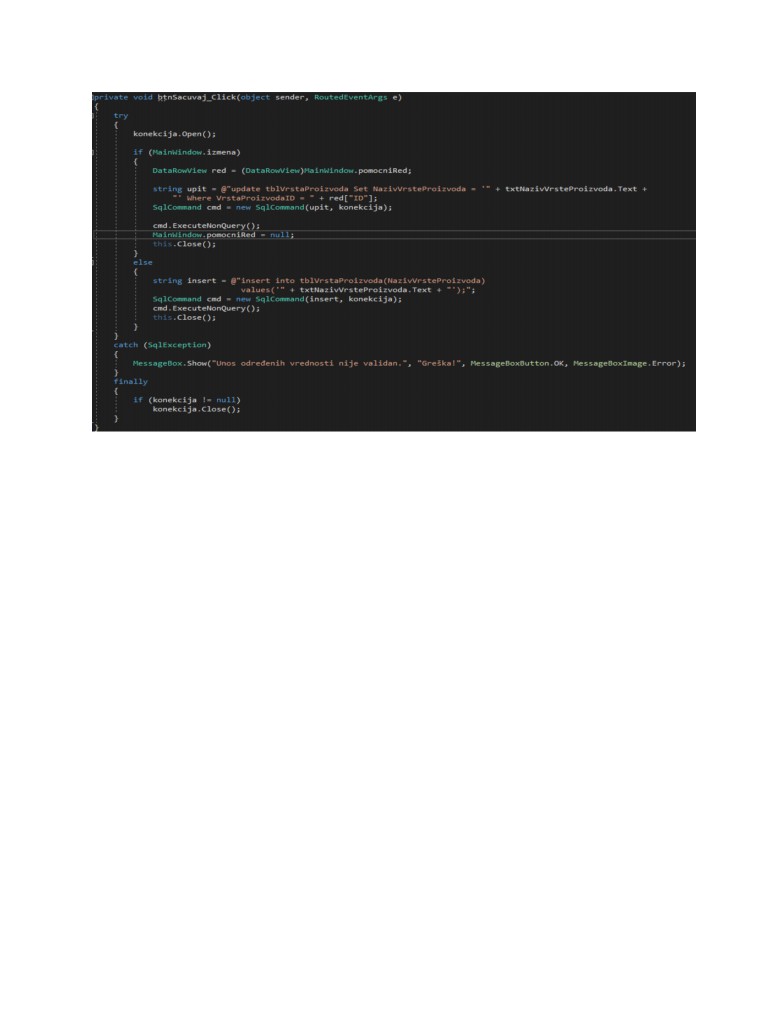 private void btnSacuvaj_Click(object sender, RoutedEventArgs e)
{
try
{
konekcija.Open();
if (MainWindow.izmena)
{
DataRowView red = (DataRowView)MainWindow.pomocniRed;
string upit = @"update tblVrstaProizvoda Set NazivVrsteProizvoda = '" + txtNazivVrsteProizvoda.Text +
"' Where VrstaProizvodaID = " + red["ID"];
SqlCommand cmd = new SqlCommand(upit, konekcija);
cmd.ExecuteNonQuery();
MainWindow.pomocniRed = null;
this.Close();
}
else
{
string insert = @"insert into tblVrstaProizvoda(NazivVrsteProizvoda)
values('" + txtNazivVrsteProizvoda.Text + "');";
SqlCommand cmd = new SqlCommand(insert, konekcija);
cmd.ExecuteNonQuery();
this.Close();
}
}
catch (SqlException)
{
MessageBox.Show("Unos određenih vrednosti nije validan.", "Greška!", MessageBoxButton.OK, MessageBoxImage.Error);
}
finally
{
if (konekcija != null)
konekcija.Close();
}
}